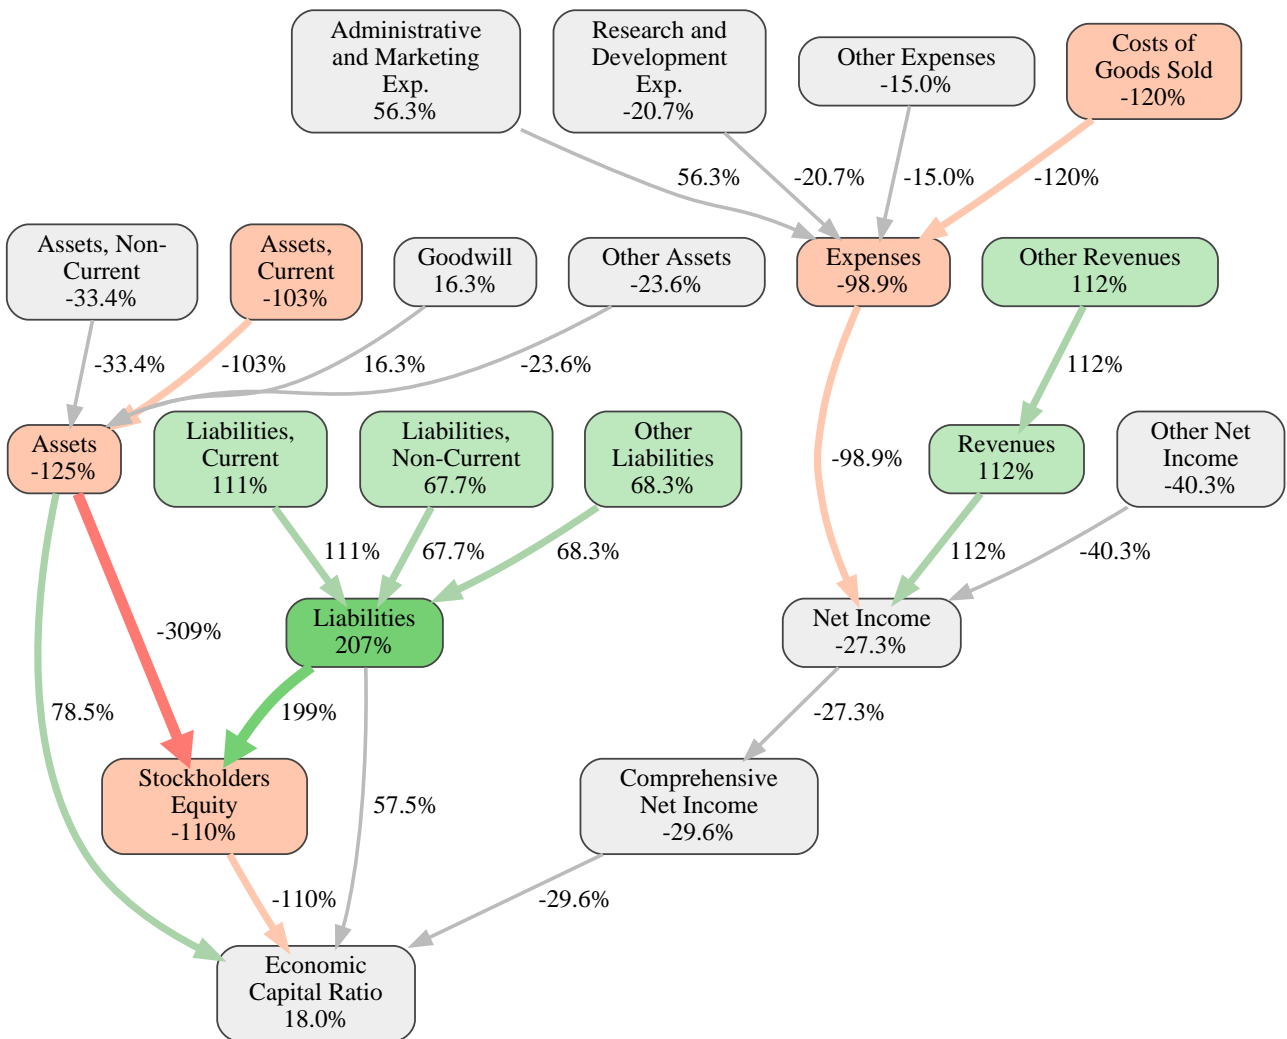 Administrative
and Marketing
Exp.
56.3%
Research and
Development
Exp.
-20.7%
Other Expenses
-15.0%
Costs of
Goods Sold
-120%
56.3%
-20.7%
-15.0%
-120%
Assets, Non-
Current
-33.4%
Assets,
Current
-103%
Goodwill
16.3%
Other Assets
-23.6%
Expenses
-98.9%
Other Revenues
112%
-33.4%
-103%
16.3%
-23.6%
112%
Assets
-125%
Liabilities,
Current
111%
Liabilities,
Non-Current
67.7%
Other
Liabilities
68.3%
-98.9%
Revenues
112%
Other Net
Income
-40.3%
111%
67.7%
68.3%
112%
-40.3%
-309%
Liabilities
207%
Net Income
-27.3%
78.5%
199%
-27.3%
Stockholders
Equity
-110%
57.5%
Comprehensive
Net Income
-29.6%
-110%
-29.6%
Economic
Capital Ratio
18.0%